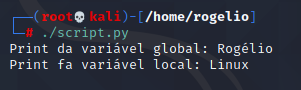 ┌──(root💀kali)-[/home/rogelio]
└─# ./script.py
Print da variável global: Rogélio
Print fa variável local: Linux